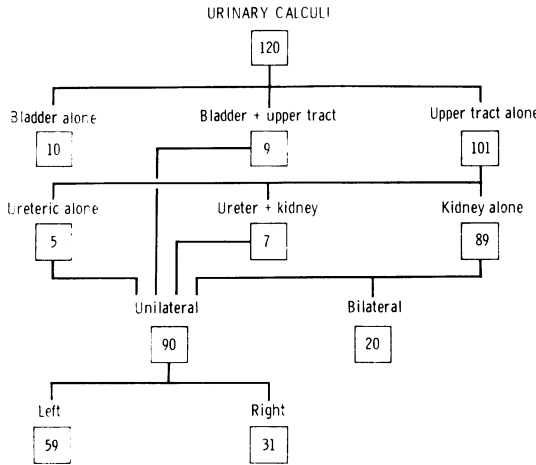 URINARY CALCULI
120
Bladder alone Bladder + upper tract Upper tract alone
10 9 101
Ureteric alone Ureter + kidney Kidney alone
5 7 89
Unilateral Bilateral
90 20
Left Right
59 31